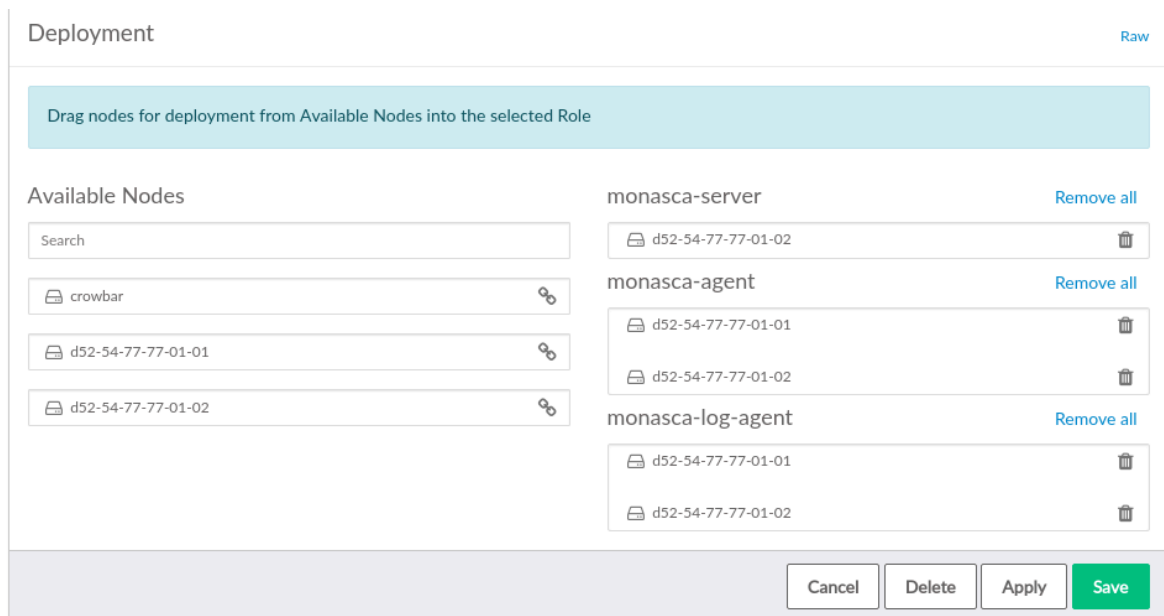 Deployment
Raw
Drag nodes for deployment from Available Nodes into the selected Role
Available Nodes
Search
crowbar
d52-54-77-77-01-01
d52-54-77-77-01-02
monasca-server
Remove all
d52-54-77-77-01-02
monasca-agent
Remove all
d52-54-77-77-01-01
d52-54-77-77-01-02
monasca-log-agent
Remove all
d52-54-77-77-01-01
d52-54-77-77-01-02
Cancel
Delete
Apply
Save